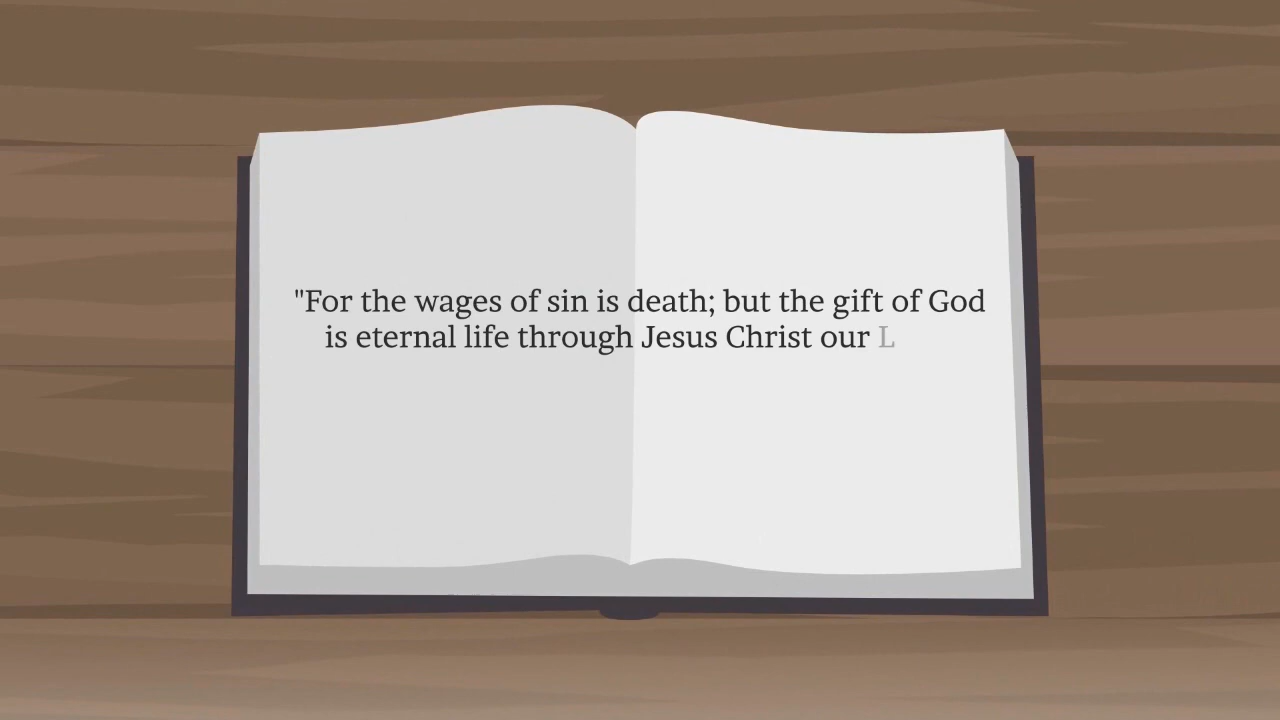 "For the wages of sin is death; but the gift of God
is eternal life through Jesus Christ our L